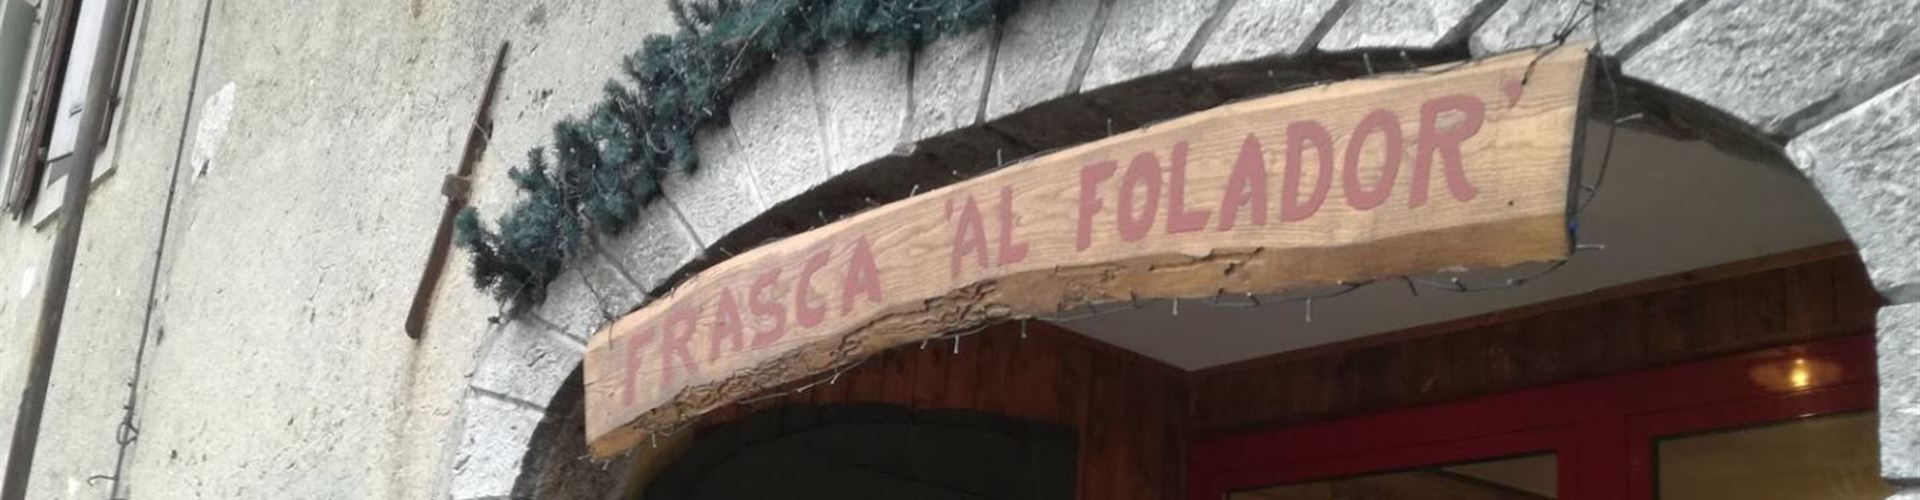 FRASCA 'AL FOLADOR'